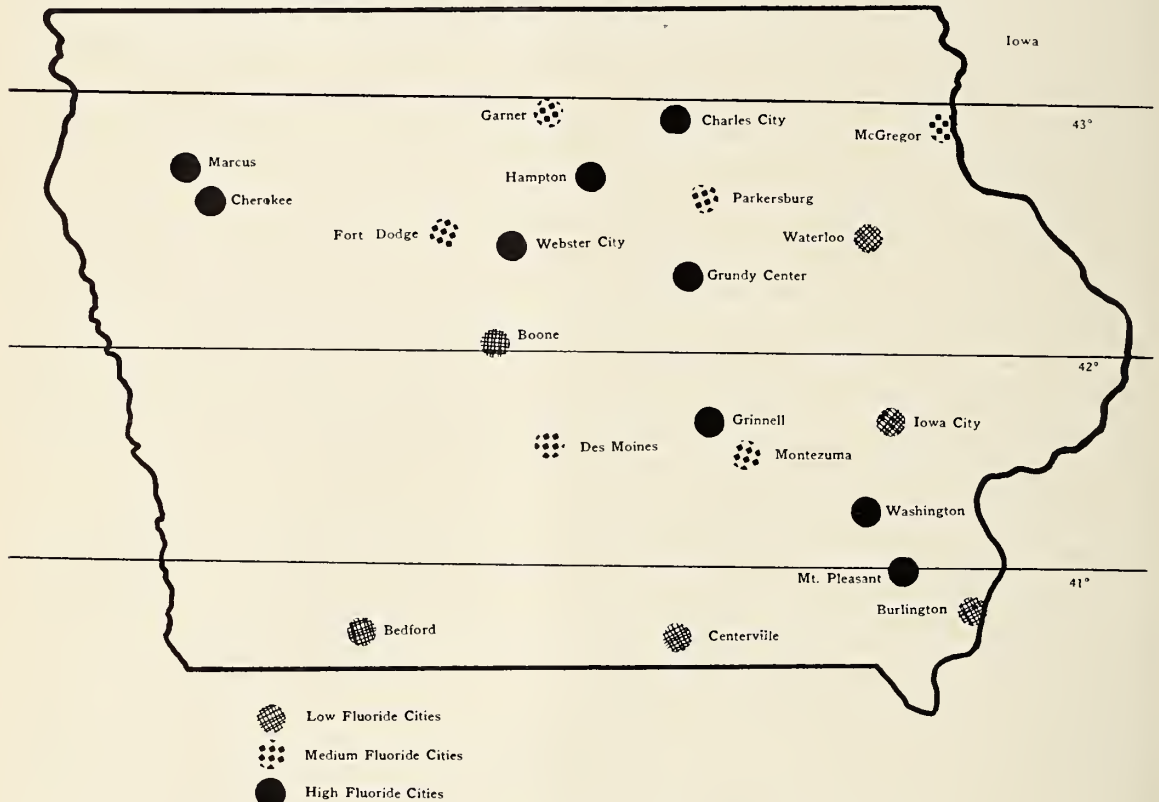 Iowa
Garner
Charles City
43°
McGregor
Marcus
Hampton
Cherokee
Parkersburg
Fort Dodge
Webster City
Waterloo
Grundy Center
Boone
42°
Grinnell
Iowa City
Des Moines
Montezuma
Washington
Mt. Pleasant
41°
Burlington
Bedford
Centerville
Low Fluoride Cities
Medium Fluoride Cities
High Fluoride Cities